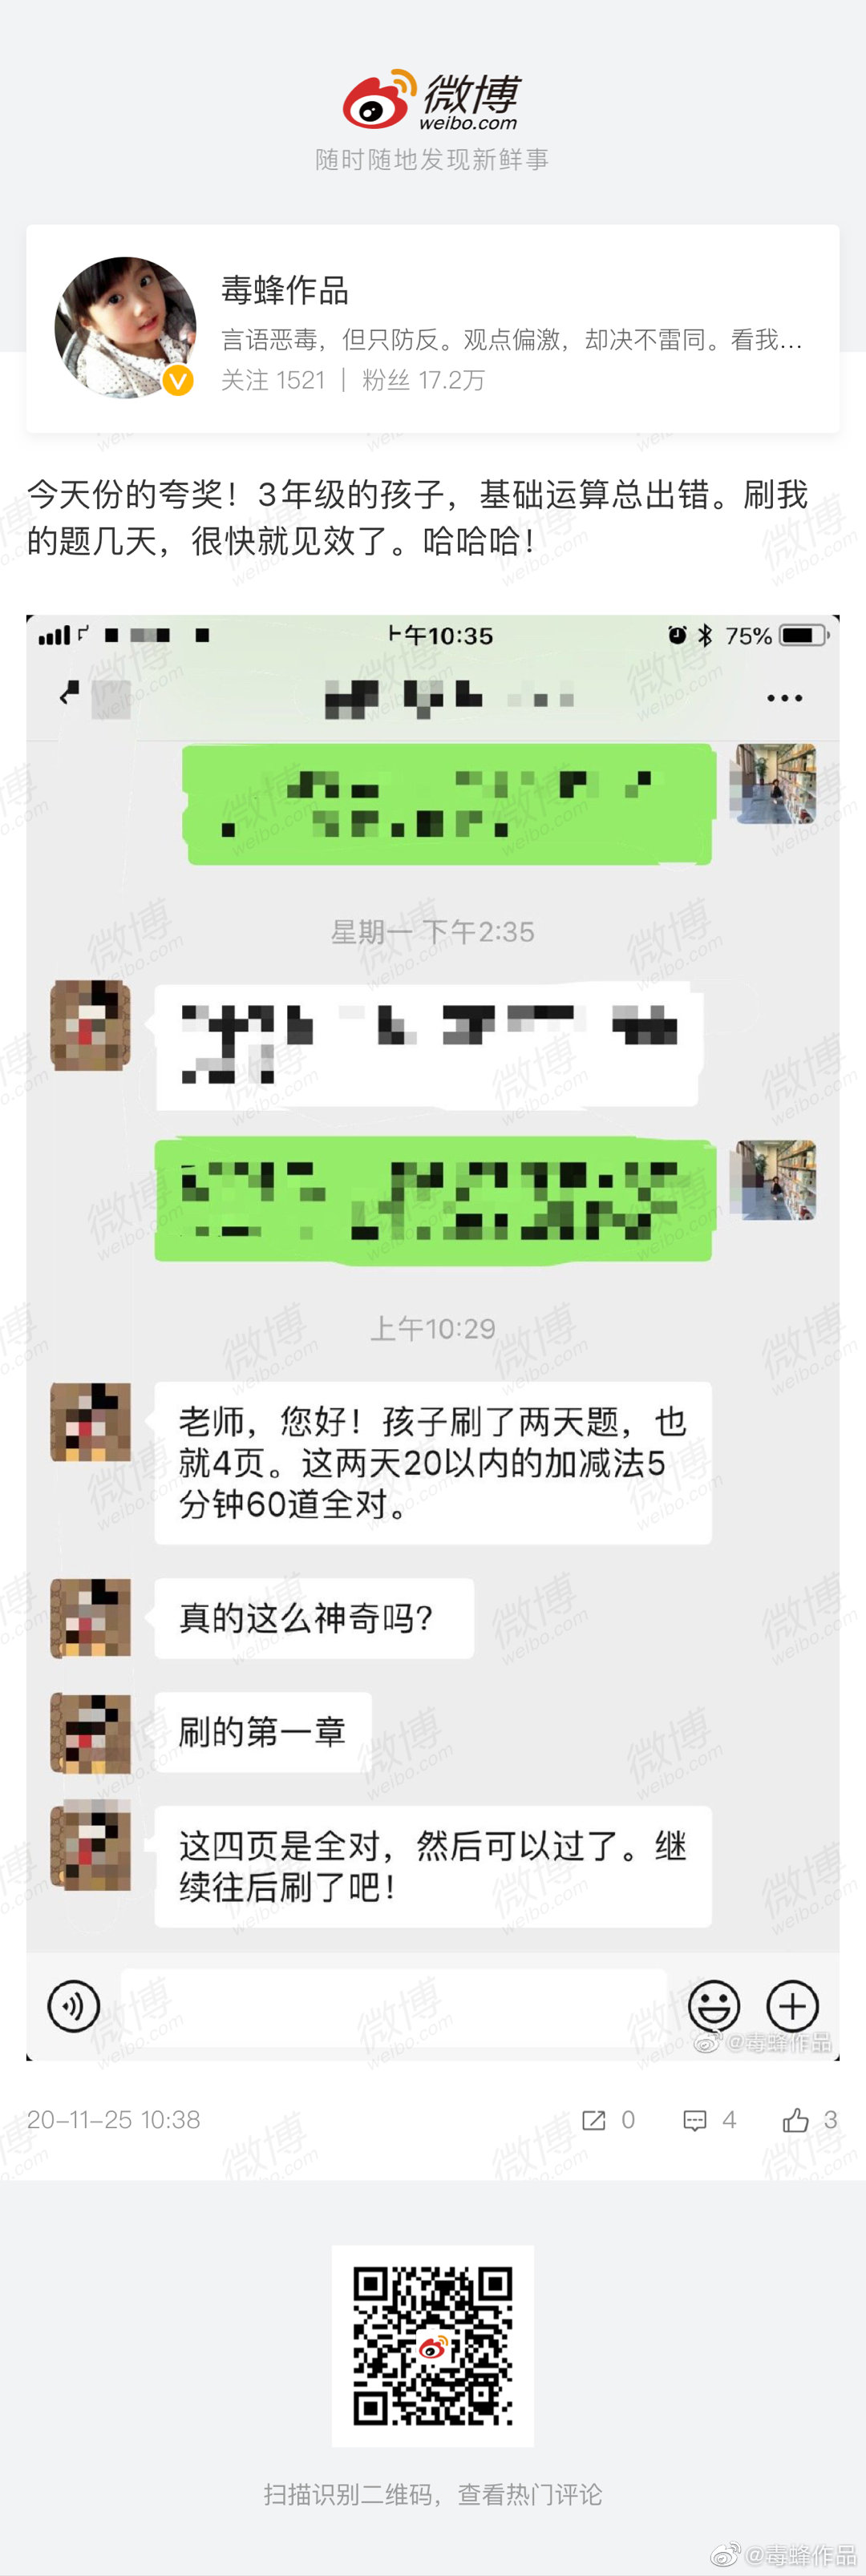 微博
weibo.com
随时随地发现新鲜事
毒蜂作品
言语恶毒，但只防反。观点偏激，却决不雷同。看我...
关注 1521 | 粉丝 17.2万
今天份的夸奖！3年级的孩子，基础运算总出错。刷我
的题几天，很快就见效了。哈哈哈！
上午10:35
75%
星期一 下午2:35
上午10:29
老师，您好！孩子刷了两天题，也
就4页。这两天20以内的加减法5
分钟60道全对。
真的这么神奇吗？
刷的第一章
这四页是全对，然后可以过了。继
续往后刷了吧！
@毒蜂作品
20-11-25 10:38
0
4
3
扫描识别二维码，查看热门评论
@毒蜂作品